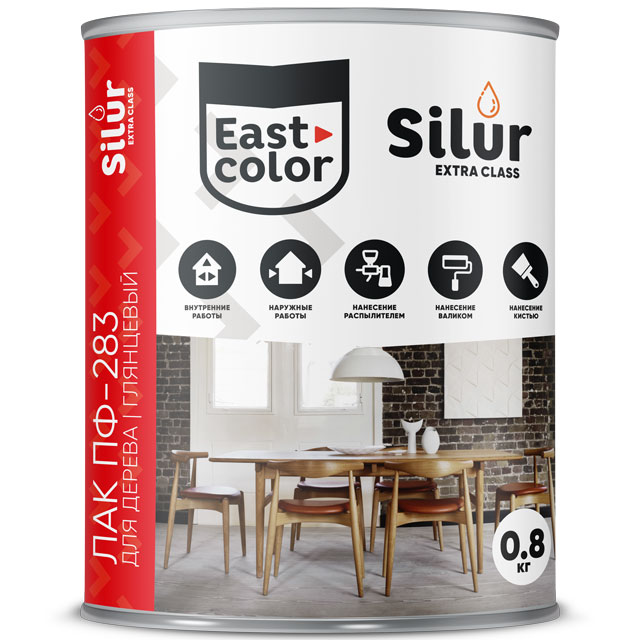 East
color
Silur
EXTRA CLASS
ВНУТРЕННИЕ
РАБОТЫ
НАРУЖНЫЕ
РАБОТЫ
НАНЕСЕНИЕ
РАСПЫЛИТЕЛЕМ
НАНЕСЕНИЕ
ВАЛИКОМ
НАНЕСЕНИЕ
КИСТЬЮ
Silur
EXTRA CLASS
ЛАК ПФ-283
ДЛЯ ДЕРЕВА | ГЛЯНЦЕВЫЙ
0.8
КГ